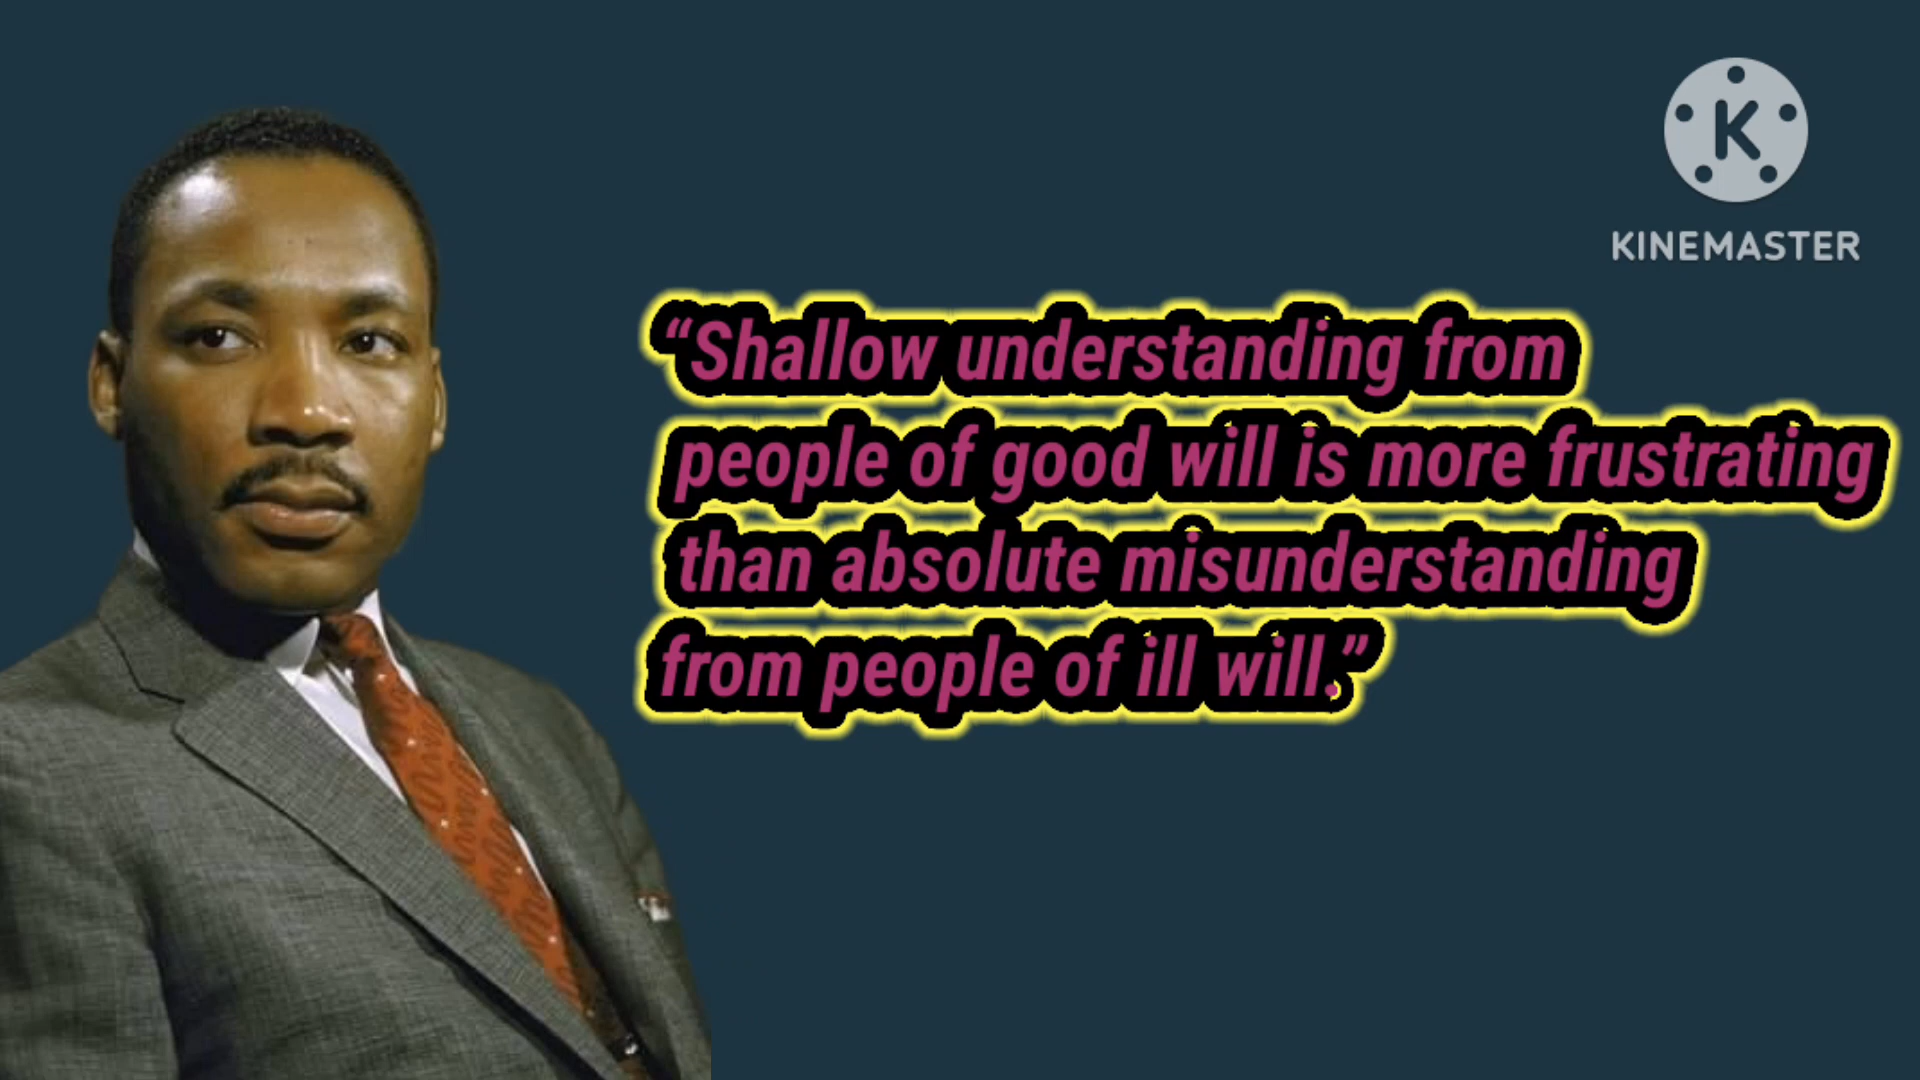 K
KINEMASTER
“Shallow understanding from
people of good will is more frustrating
than absolute misunderstanding
from people of ill will.”